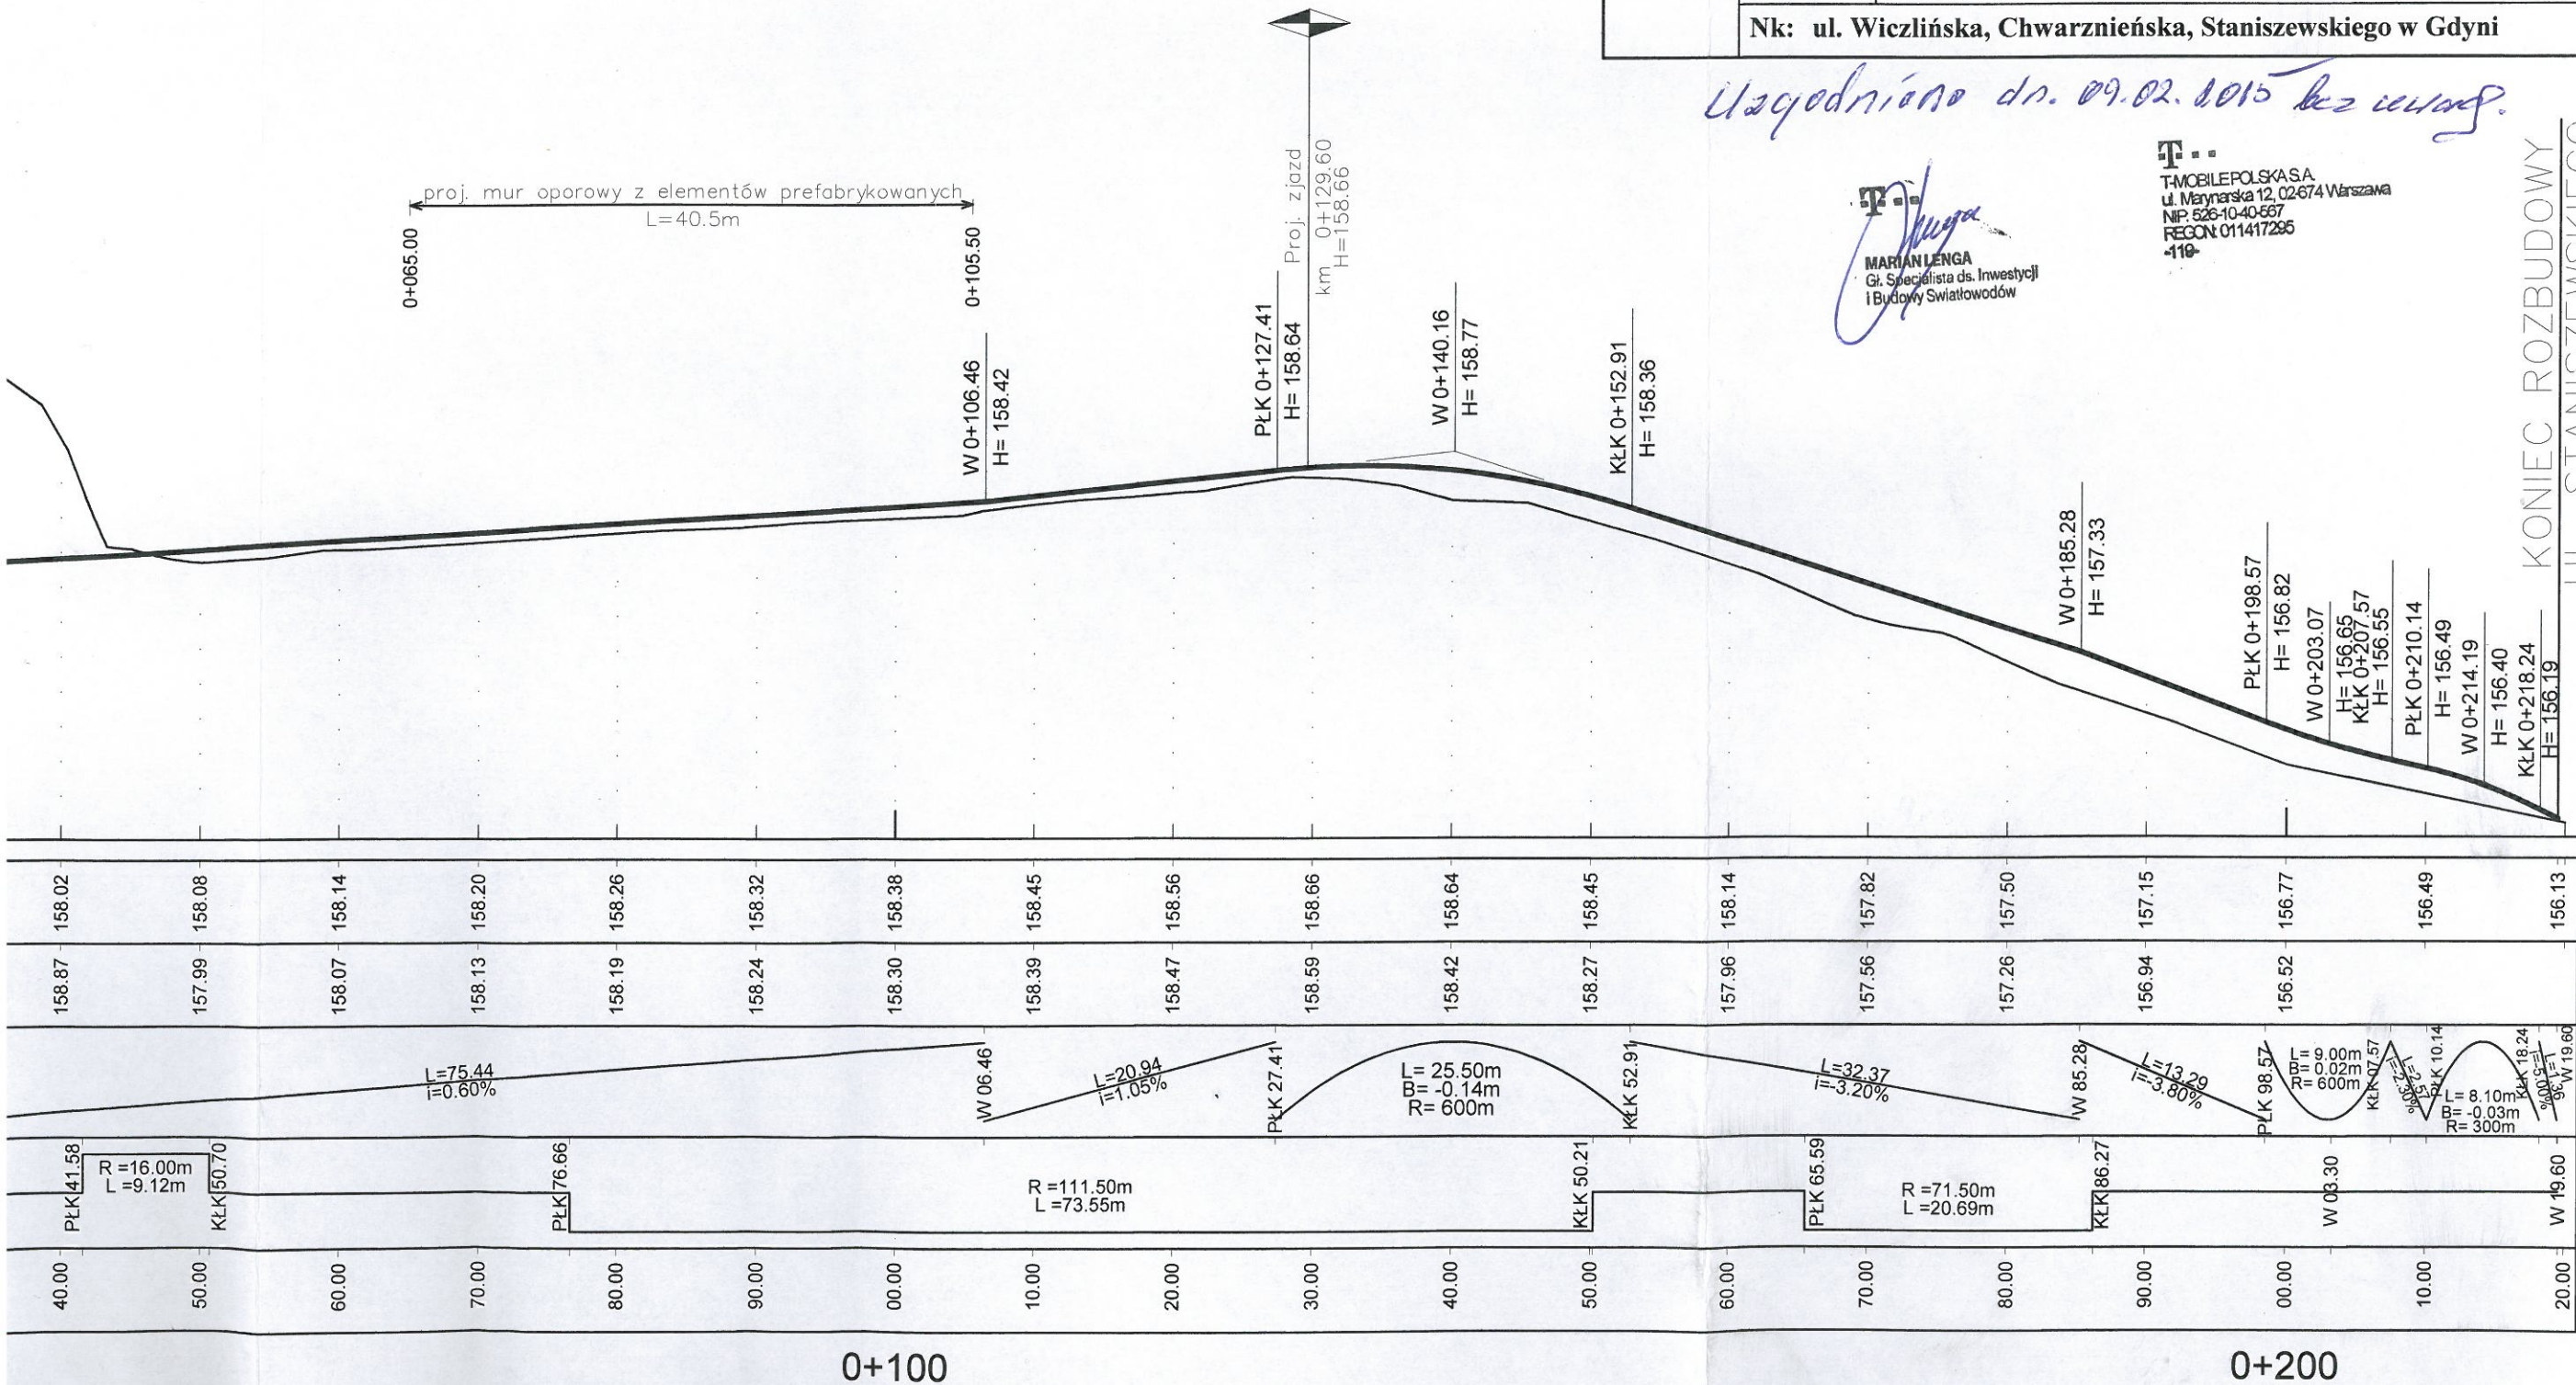 Nk: ul. Wiczlińska, Chwarznieńska, Staniszewskiego w Gdyni
Uzgodniono dn. 09.02.2015 bez uwag.
T
MARIAN LENGA
Gł. Specjalista ds. Inwestycji
i Budowy Światłowodów
T
T-MOBILE POLSKA S.A.
ul. Marynarska 12, 02-674 Warszawa
NIP: 526-10-40-567
REGON: 011417295
-119-
KONIEC ROZBUDOWY
UL. STANISZEWSKIEGO
proj. mur oporowy z elementów prefabrykowanych
L=40.5m
0+065.00
0+105.50
W 0+106.46
H= 158.42
PŁK 0+127.41
H= 158.64
Proj. zjazd
km 0+129.60
H=158.66
W 0+140.16
H= 158.77
KŁK 0+152.91
H= 158.36
W 0+185.28
H= 157.33
PŁK 0+198.57
H= 156.82
W 0+203.07
H= 156.65
KŁK 0+207.57
H= 156.55
PŁK 0+210.14
H= 156.49
W 0+214.19
H= 156.40
KŁK 0+218.24
H= 156.19
158.02 158.08 158.14 158.20 158.26 158.32 158.38 158.45 158.56 158.66 158.64 158.45 158.14 157.82 157.50 157.15 156.77 156.49 156.13
158.87 157.99 158.07 158.13 158.19 158.24 158.30 158.39 158.47 158.59 158.42 158.27 157.96 157.56 157.26 156.94 156.52
L=75.44
i=0.60%
W 06.46
L=20.94
i=1.05%
PŁK 27.41
L= 25.50m
B= -0.14m
R= 600m
KŁK 52.91
L=32.37
i=-3.20%
W 85.28
L=13.29
i=-3.80%
PŁK 98.57
L= 9.00m
B= 0.02m
R= 600m
KŁK 07.57
L=2.57
i=-2.30%
PŁK 10.14
L= 8.10m
B= -0.03m
R= 300m
KŁK 18.24
L=1.36
i=-5.00%
W 19.60
PŁK 41.58
R =16.00m
L =9.12m
KŁK 50.70
PŁK 76.66
R =111.50m
L =73.55m
KŁK 50.21
PŁK 65.59
R =71.50m
L =20.69m
KŁK 86.27
W 03.30
W 19.60
40.00 50.00 60.00 70.00 80.00 90.00 00.00 10.00 20.00 30.00 40.00 50.00 60.00 70.00 80.00 90.00 00.00 10.00 20.00
0+100
0+200